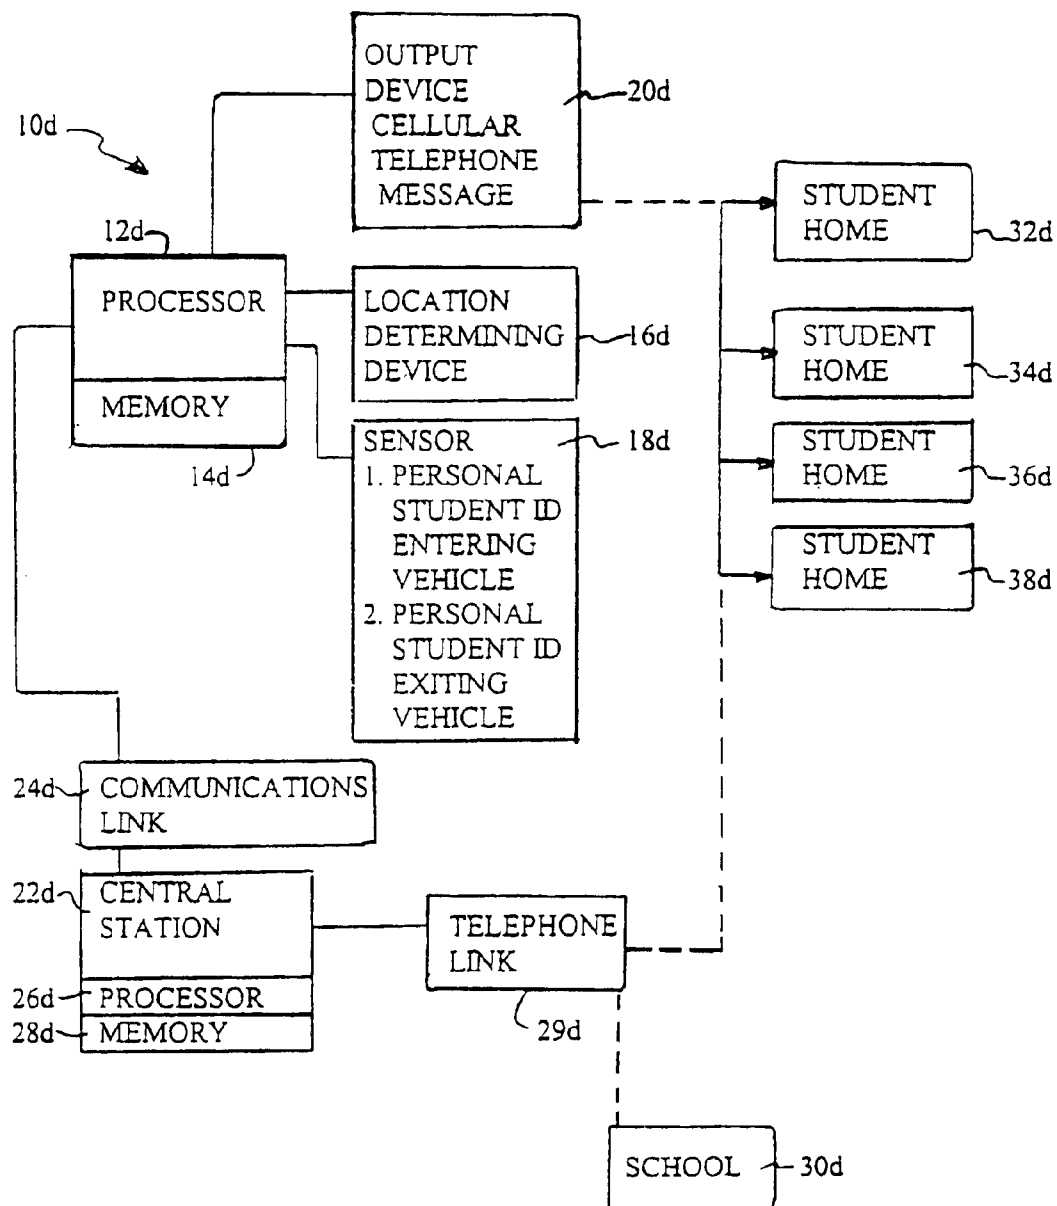 OUTPUT
DEVICE
CELLULAR
TELEPHONE
MESSAGE
20d
10d
STUDENT
HOME
32d
12d
PROCESSOR
MEMORY
14d
LOCATION
DETERMINING
DEVICE
16d
STUDENT
HOME
34d
SENSOR
1. PERSONAL
STUDENT ID
ENTERING
VEHICLE
2. PERSONAL
STUDENT ID
EXITING
VEHICLE
18d
STUDENT
HOME
36d
STUDENT
HOME
38d
24d
COMMUNICATIONS
LINK
22d
CENTRAL
STATION
26d
PROCESSOR
28d
MEMORY
TELEPHONE
LINK
29d
SCHOOL
30d